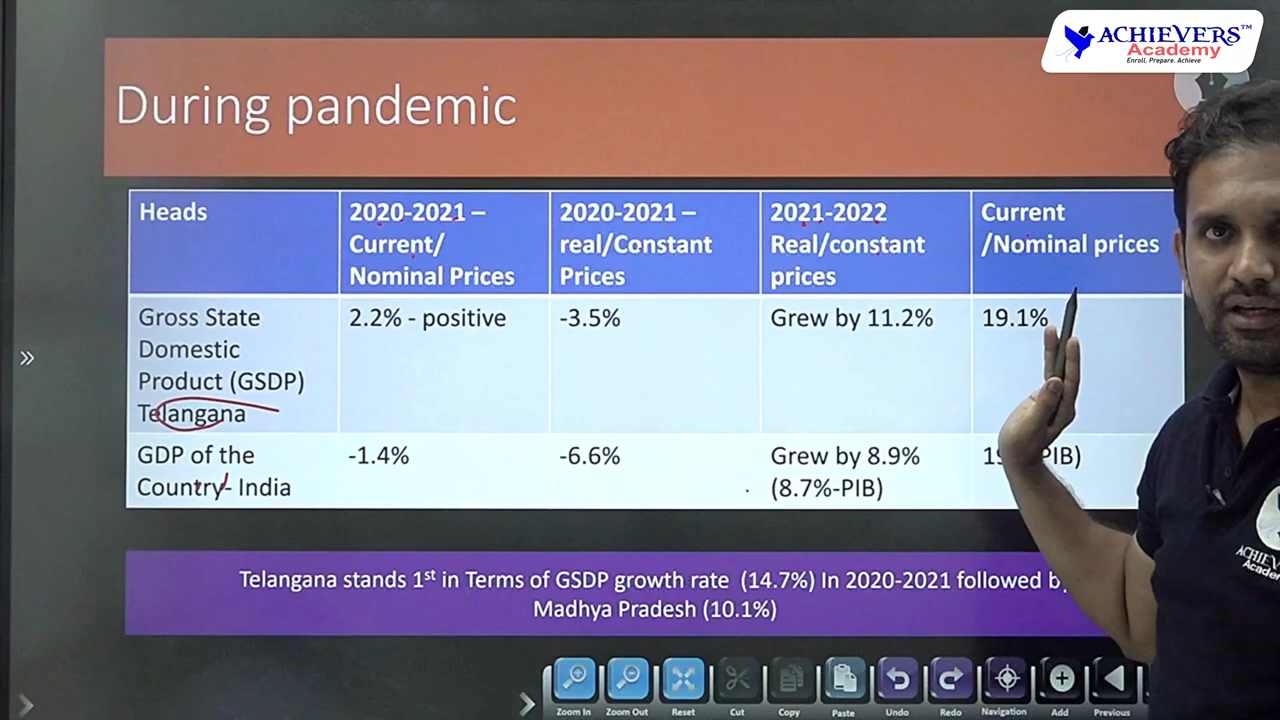 ACHIEVERS™
Academy
Enroll. Prepare. Achieve
During pandemic
Heads
2020-2021 –
Current/
Nominal Prices
2020-2021 –
real/Constant
Prices
2021-2022
Real/constant
prices
Current
/Nominal prices
Gross State
Domestic
Product (GSDP)
Telangana
2.2% - positive
-3.5%
Grew by 11.2%
19.1%
GDP of the
Country- India
-1.4%
-6.6%
Grew by 8.9%
(8.7%-PIB)
PIB)
Telangana stands 1st in Terms of GSDP growth rate (14.7%) In 2020-2021 followed
Madhya Pradesh (10.1%)
Zoom In
Zoom Out
Reset
Cut
Copy
Paste
Undo
Redo
Navigation
Add
Previous